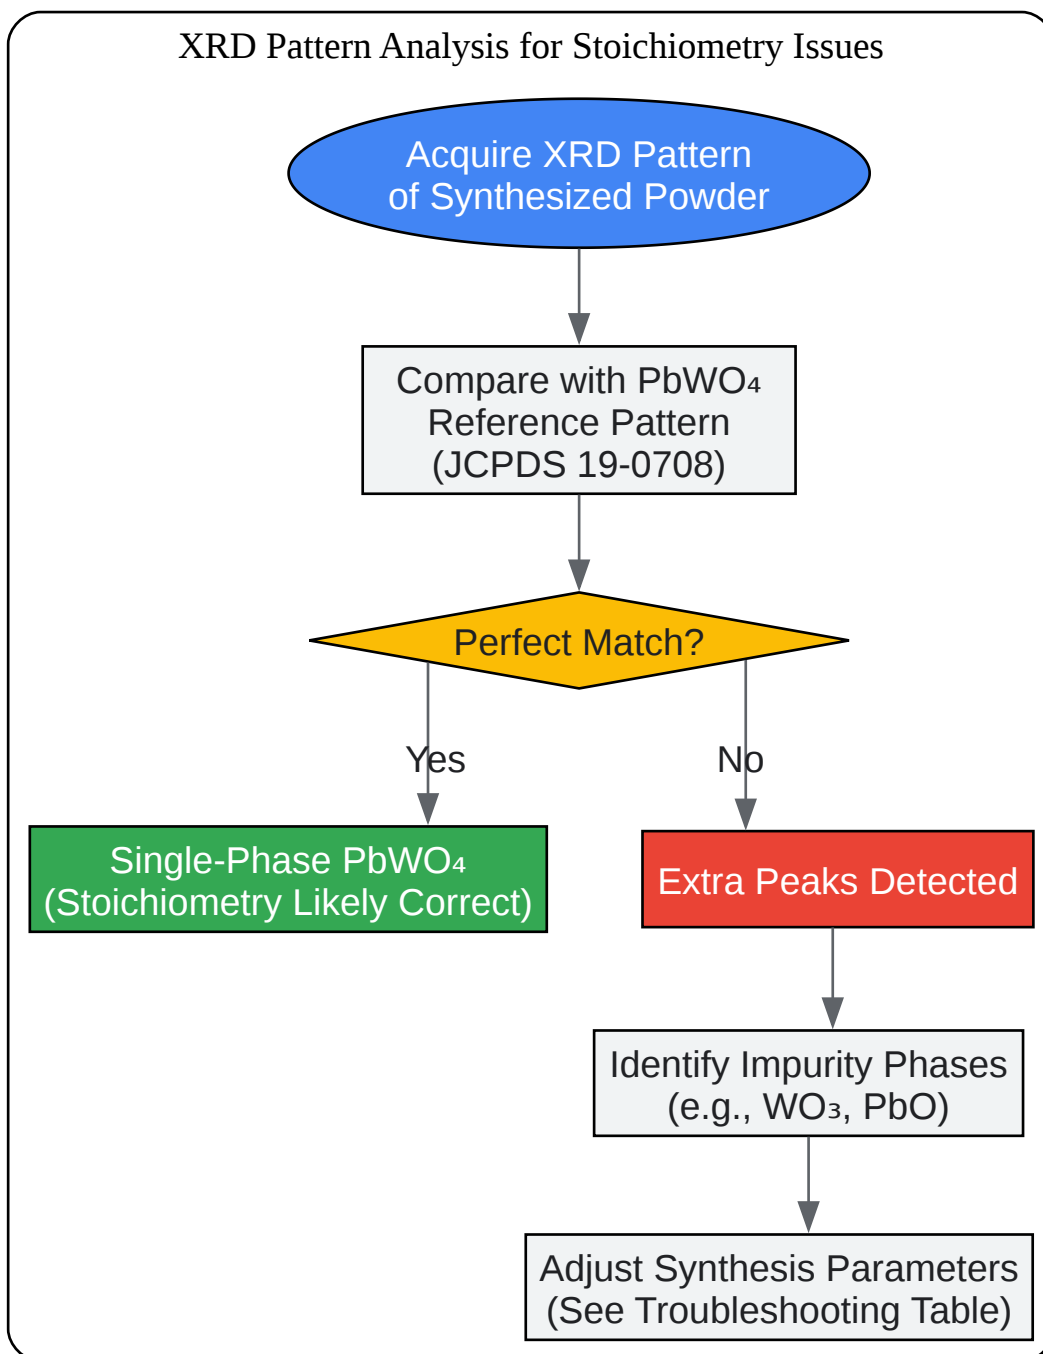 XRD Pattern Analysis for Stoichiometry Issues
Acquire XRD Pattern
of Synthesized Powder
Compare with PbWO₄
Reference Pattern
(JCPDS 19-0708)
Perfect Match?
Yes
No
Single-Phase PbWO₄
(Stoichiometry Likely Correct)
Extra Peaks Detected
Identify Impurity Phases
(e.g., WO₃, PbO)
Adjust Synthesis Parameters
(See Troubleshooting Table)